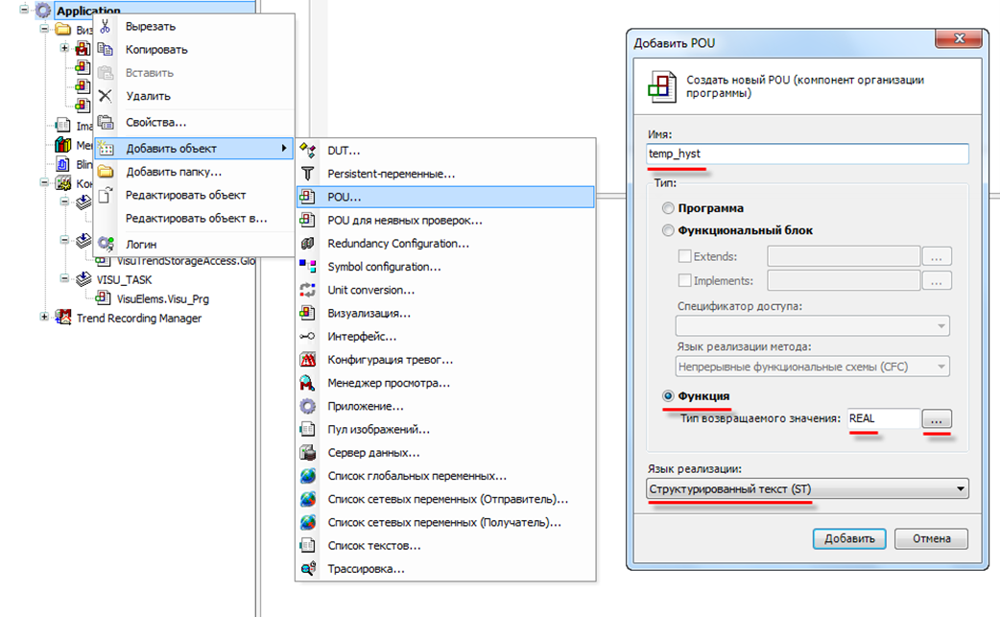 Application
Виз
Ima
Мен
Blin
Кон
VisuTrendStorageAccess.Glo
VISU_TASK
VisuElems.Visu_Prg
Trend Recording Manager
Вырезать
Копировать
Вставить
Удалить
Свойства...
Добавить объект
Добавить папку...
Редактировать объект
Редактировать объект в...
Логин
DUT...
Persistent-переменные...
POU...
POU для неявных проверок...
Redundancy Configuration...
Symbol configuration...
Unit conversion...
Визуализация...
Интерфейс...
Конфигурация тревог...
Менеджер просмотра...
Приложение...
Пул изображений...
Сервер данных...
Список глобальных переменных...
Список сетевых переменных (Отправитель)...
Список сетевых переменных (Получатель)...
Список текстов...
Трассировка...
Добавить POU
Создать новый POU (компонент организации
программы)
Имя:
temp_hyst
Тип:
Программа
Функциональный блок
Extends:
...
Implements:
...
Спецификатор доступа:
Язык реализации метода:
Непрерывные функциональные схемы (CFC)
Функция
Тип возвращаемого значения: REAL ...
Язык реализации:
Структурированный текст (ST)
Добавить Отмена